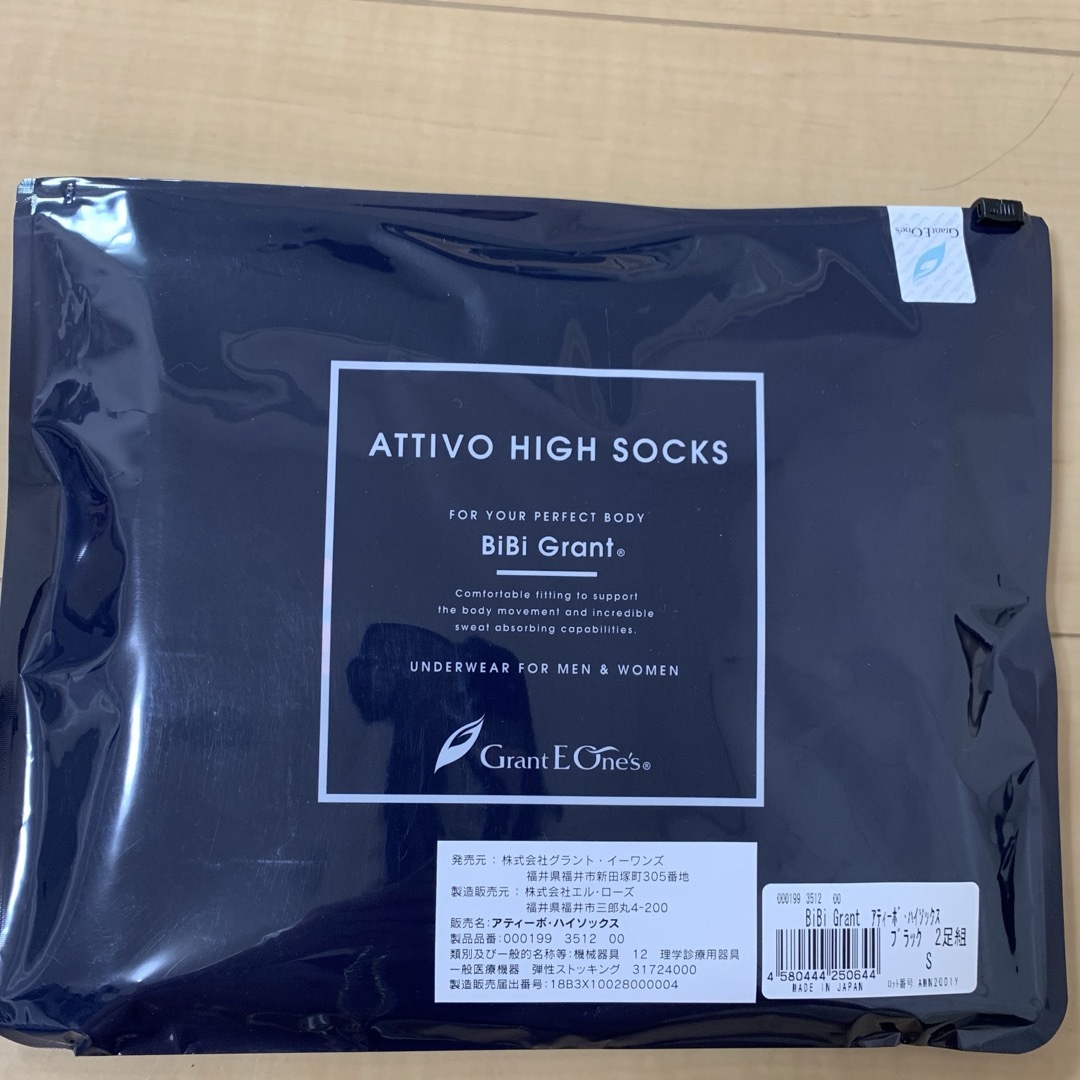 Grant E One's
ATTIVO HIGH SOCKS
FOR YOUR PERFECT BODY
BiBi Grant®
Comfortable fitting to support
the body movement and incredible
sweat absorbing capabilities.
UNDERWEAR FOR MEN & WOMEN
Grant E One's®
発売元：株式会社グラント・イーワンズ
福井県福井市新田塚町305番地
製造販売元：株式会社エル・ローズ
福井県福井市三郎丸4-200
販売名：アティーボ・ハイソックス
製品品番：000199 3512 00
類別及び一般的名称等：機械器具 12 理学診療用器具
一般医療機器 弾性ストッキング 31724000
製造販売届出番号：18B3X10028000004
000199 3512 00
BiBi Grant ｱﾃｨｰﾎﾞ･ﾊｲｿｯｸｽ
ﾌﾞﾗｯｸ 2足組
S
4 580444 250644
MADE IN JAPAN
ﾛｯﾄ番号：AMN20D1Y